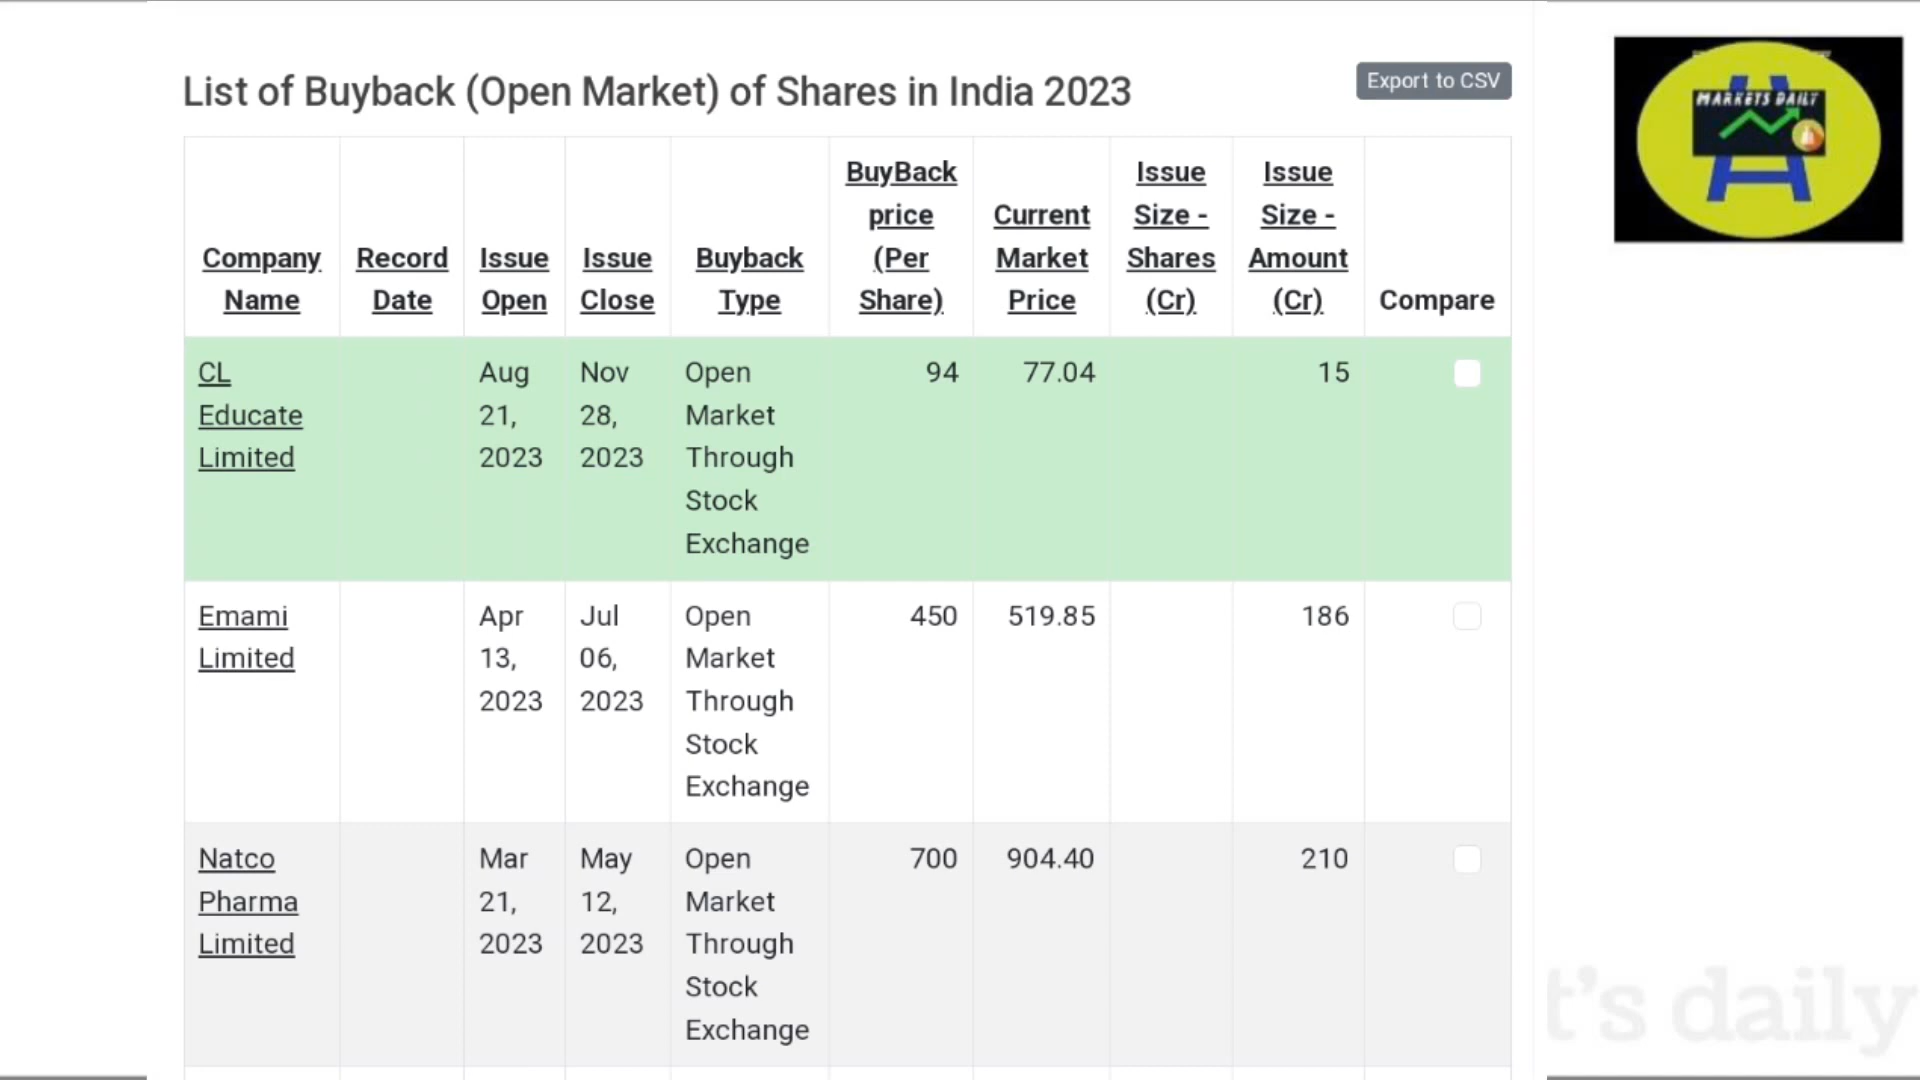 List of Buyback (Open Market) of Shares in India 2023
Export to CSV
MARKETS DAILY
Company Name
Record Date
Issue Open
Issue Close
Buyback Type
BuyBack price (Per Share)
Current Market Price
Issue Size - Shares (Cr)
Issue Size - Amount (Cr)
Compare
CL Educate Limited
Aug 21, 2023
Nov 28, 2023
Open Market Through Stock Exchange
94
77.04
15
Emami Limited
Apr 13, 2023
Jul 06, 2023
Open Market Through Stock Exchange
450
519.85
186
Natco Pharma Limited
Mar 21, 2023
May 12, 2023
Open Market Through Stock Exchange
700
904.40
210
t's daily